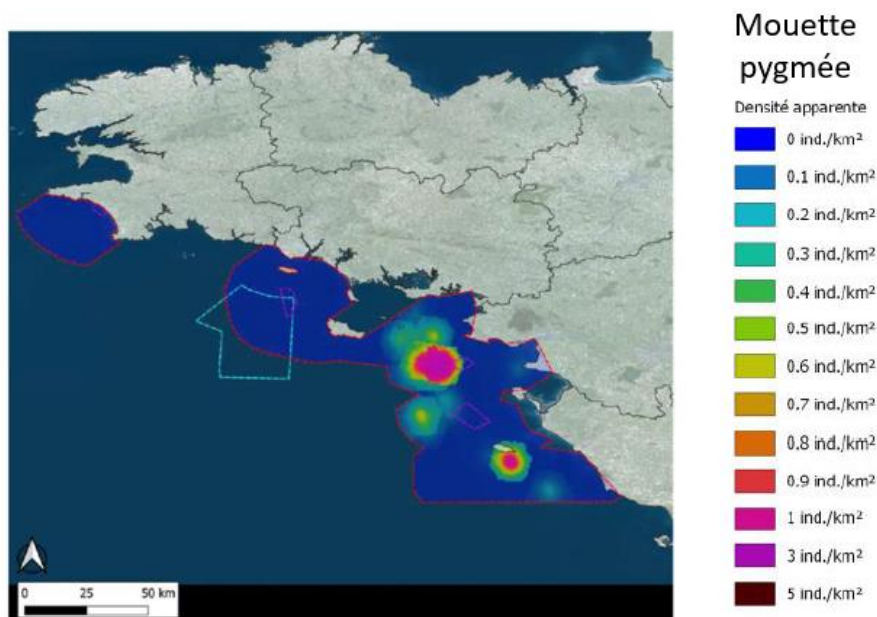 Mouette
pygmée
Densité apparente
0 ind./km²
0.1 ind./km²
0.2 ind./km²
0.3 ind./km²
0.4 ind./km²
0.5 ind./km²
0.6 ind./km²
0.7 ind./km²
0.8 ind./km²
0.9 ind./km²
1 ind./km²
3 ind./km²
5 ind./km²
0 25 50 km